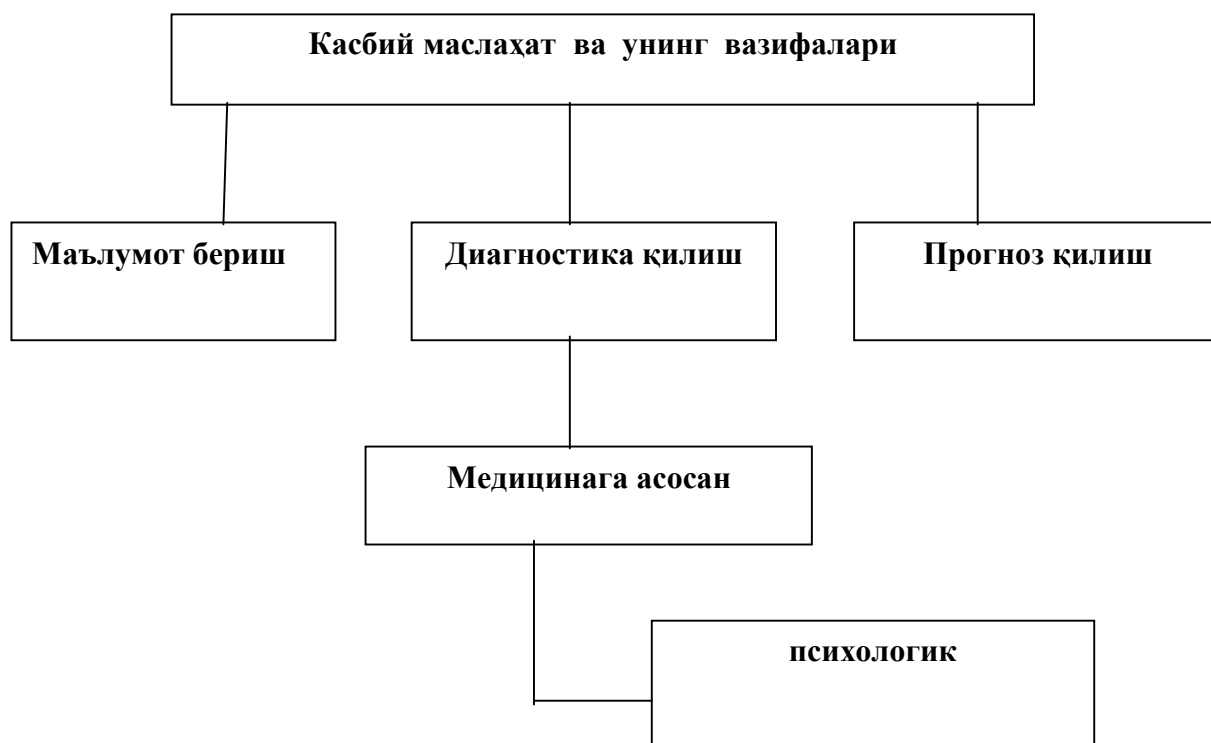 Касбий маслаҳат ва унинг вазифалари
Маълумот бериш
Диагностика қилиш
Прогноз қилиш
Медицинага асосан
психологик